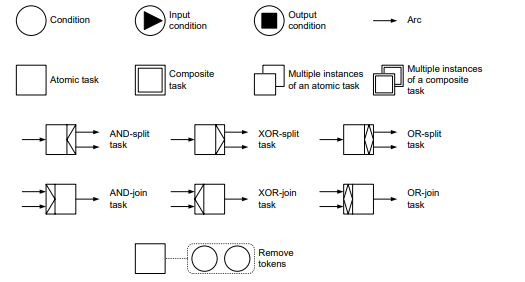 Condition
Input
condition
Output
condition
Arc
Atomic task
Composite
task
Multiple instances
of an atomic task
Multiple instances
of a composite
task
AND-split
task
XOR-split
task
OR-split
task
AND-join
task
XOR-join
task
OR-join
task
Remove
tokens